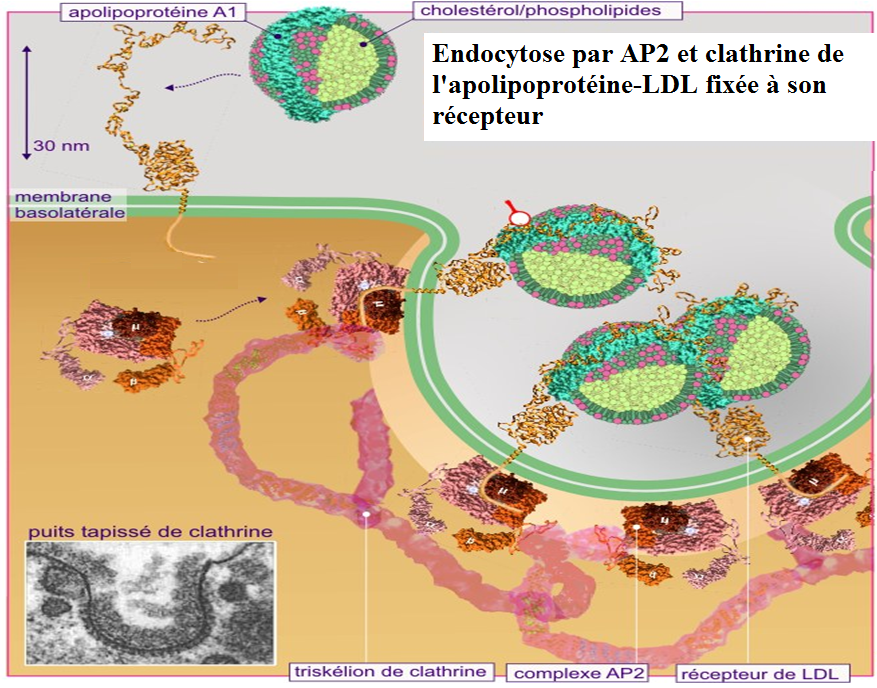 apolipoprotéine A1
cholestérol/phospholipides
Endocytose par AP2 et clathrine de
l'apolipoprotéine-LDL fixée à son
récepteur
30 nm
membrane
basolatérale
puits tapissé de clathrine
triskélion de clathrine
complexe AP2
récepteur de LDL